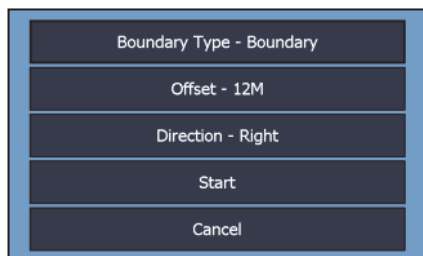 Boundary Type - Boundary
Offset - 12M
Direction - Right
Start
Cancel